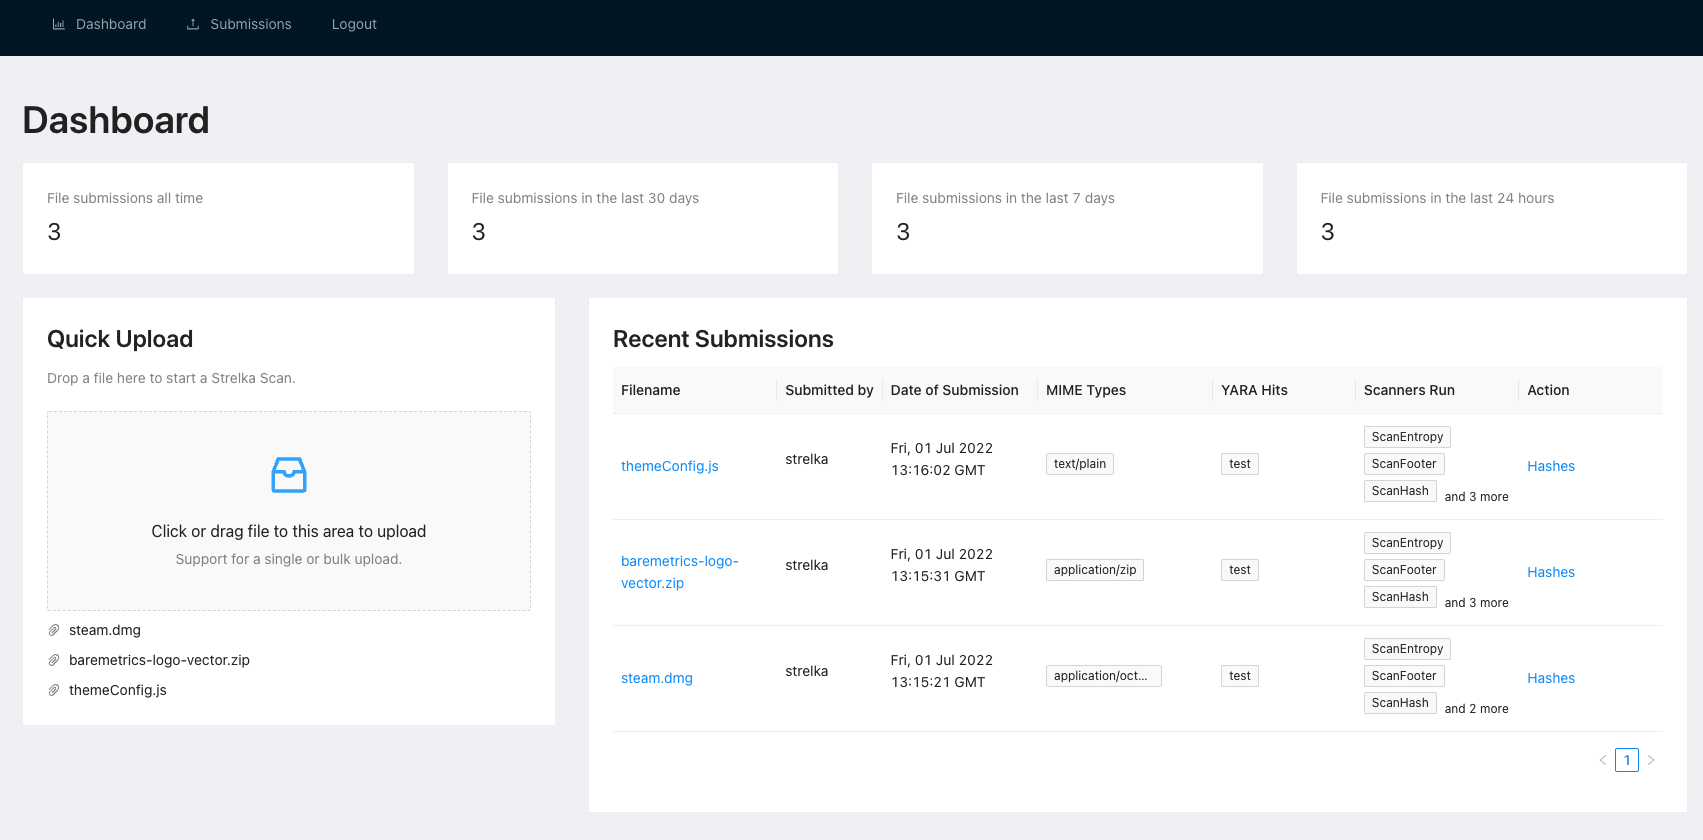 Dashboard
Submissions
Logout
Dashboard
File submissions all time
3
File submissions in the last 30 days
3
File submissions in the last 7 days
3
File submissions in the last 24 hours
3
Quick Upload
Drop a file here to start a Strelka Scan.
Click or drag file to this area to upload
Support for a single or bulk upload.
steam.dmg
baremetrics-logo-vector.zip
themeConfig.js
Recent Submissions
Filename Submitted by Date of Submission MIME Types YARA Hits Scanners Run Action
themeConfig.js
strelka
Fri, 01 Jul 2022
13:16:02 GMT
text/plain
test
ScanEntropy
ScanFooter
ScanHash and 3 more
Hashes
baremetrics-logo-
vector.zip
strelka
Fri, 01 Jul 2022
13:15:31 GMT
application/zip
test
ScanEntropy
ScanFooter
ScanHash and 3 more
Hashes
steam.dmg
strelka
Fri, 01 Jul 2022
13:15:21 GMT
application/oct...
test
ScanEntropy
ScanFooter
ScanHash and 2 more
Hashes
< 1 >